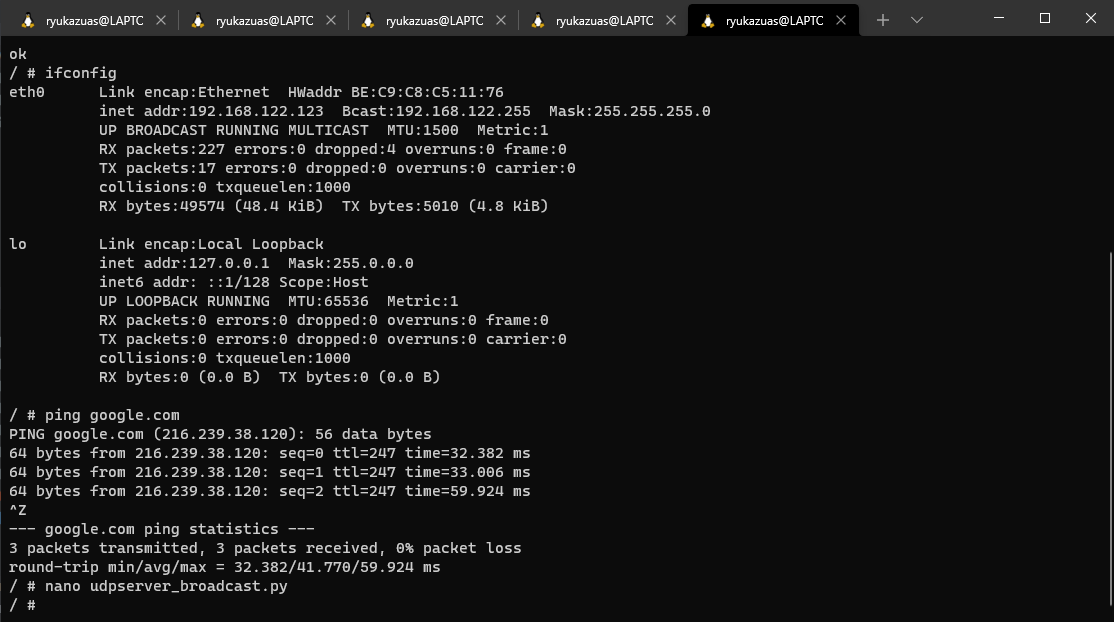 ryukazuas@LAPTC ryukazuas@LAPTC ryukazuas@LAPTC ryukazuas@LAPTC ryukazuas@LAPTC
ok
/ # ifconfig
eth0      Link encap:Ethernet  HWaddr BE:C9:C8:C5:11:76
          inet addr:192.168.122.123  Bcast:192.168.122.255  Mask:255.255.255.0
          UP BROADCAST RUNNING MULTICAST  MTU:1500  Metric:1
          RX packets:227 errors:0 dropped:4 overruns:0 frame:0
          TX packets:17 errors:0 dropped:0 overruns:0 carrier:0
          collisions:0 txqueuelen:1000
          RX bytes:49574 (48.4 KiB)  TX bytes:5010 (4.8 KiB)
lo        Link encap:Local Loopback
          inet addr:127.0.0.1  Mask:255.0.0.0
          inet6 addr: ::1/128 Scope:Host
          UP LOOPBACK RUNNING  MTU:65536  Metric:1
          RX packets:0 errors:0 dropped:0 overruns:0 frame:0
          TX packets:0 errors:0 dropped:0 overruns:0 carrier:0
          collisions:0 txqueuelen:1000
          RX bytes:0 (0.0 B)  TX bytes:0 (0.0 B)
/ # ping google.com
PING google.com (216.239.38.120): 56 data bytes
64 bytes from 216.239.38.120: seq=0 ttl=247 time=32.382 ms
64 bytes from 216.239.38.120: seq=1 ttl=247 time=33.006 ms
64 bytes from 216.239.38.120: seq=2 ttl=247 time=59.924 ms
^Z
--- google.com ping statistics ---
3 packets transmitted, 3 packets received, 0% packet loss
round-trip min/avg/max = 32.382/41.770/59.924 ms
/ # nano udpserver_broadcast.py
/ #